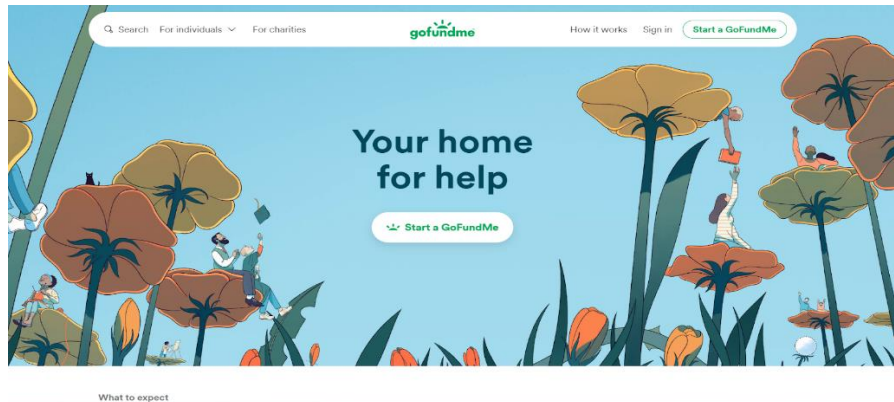 Search For individuals For charities gofundme How it works Sign in Start a GoFundMe
Your home
for help
Start a GoFundMe
What to expect